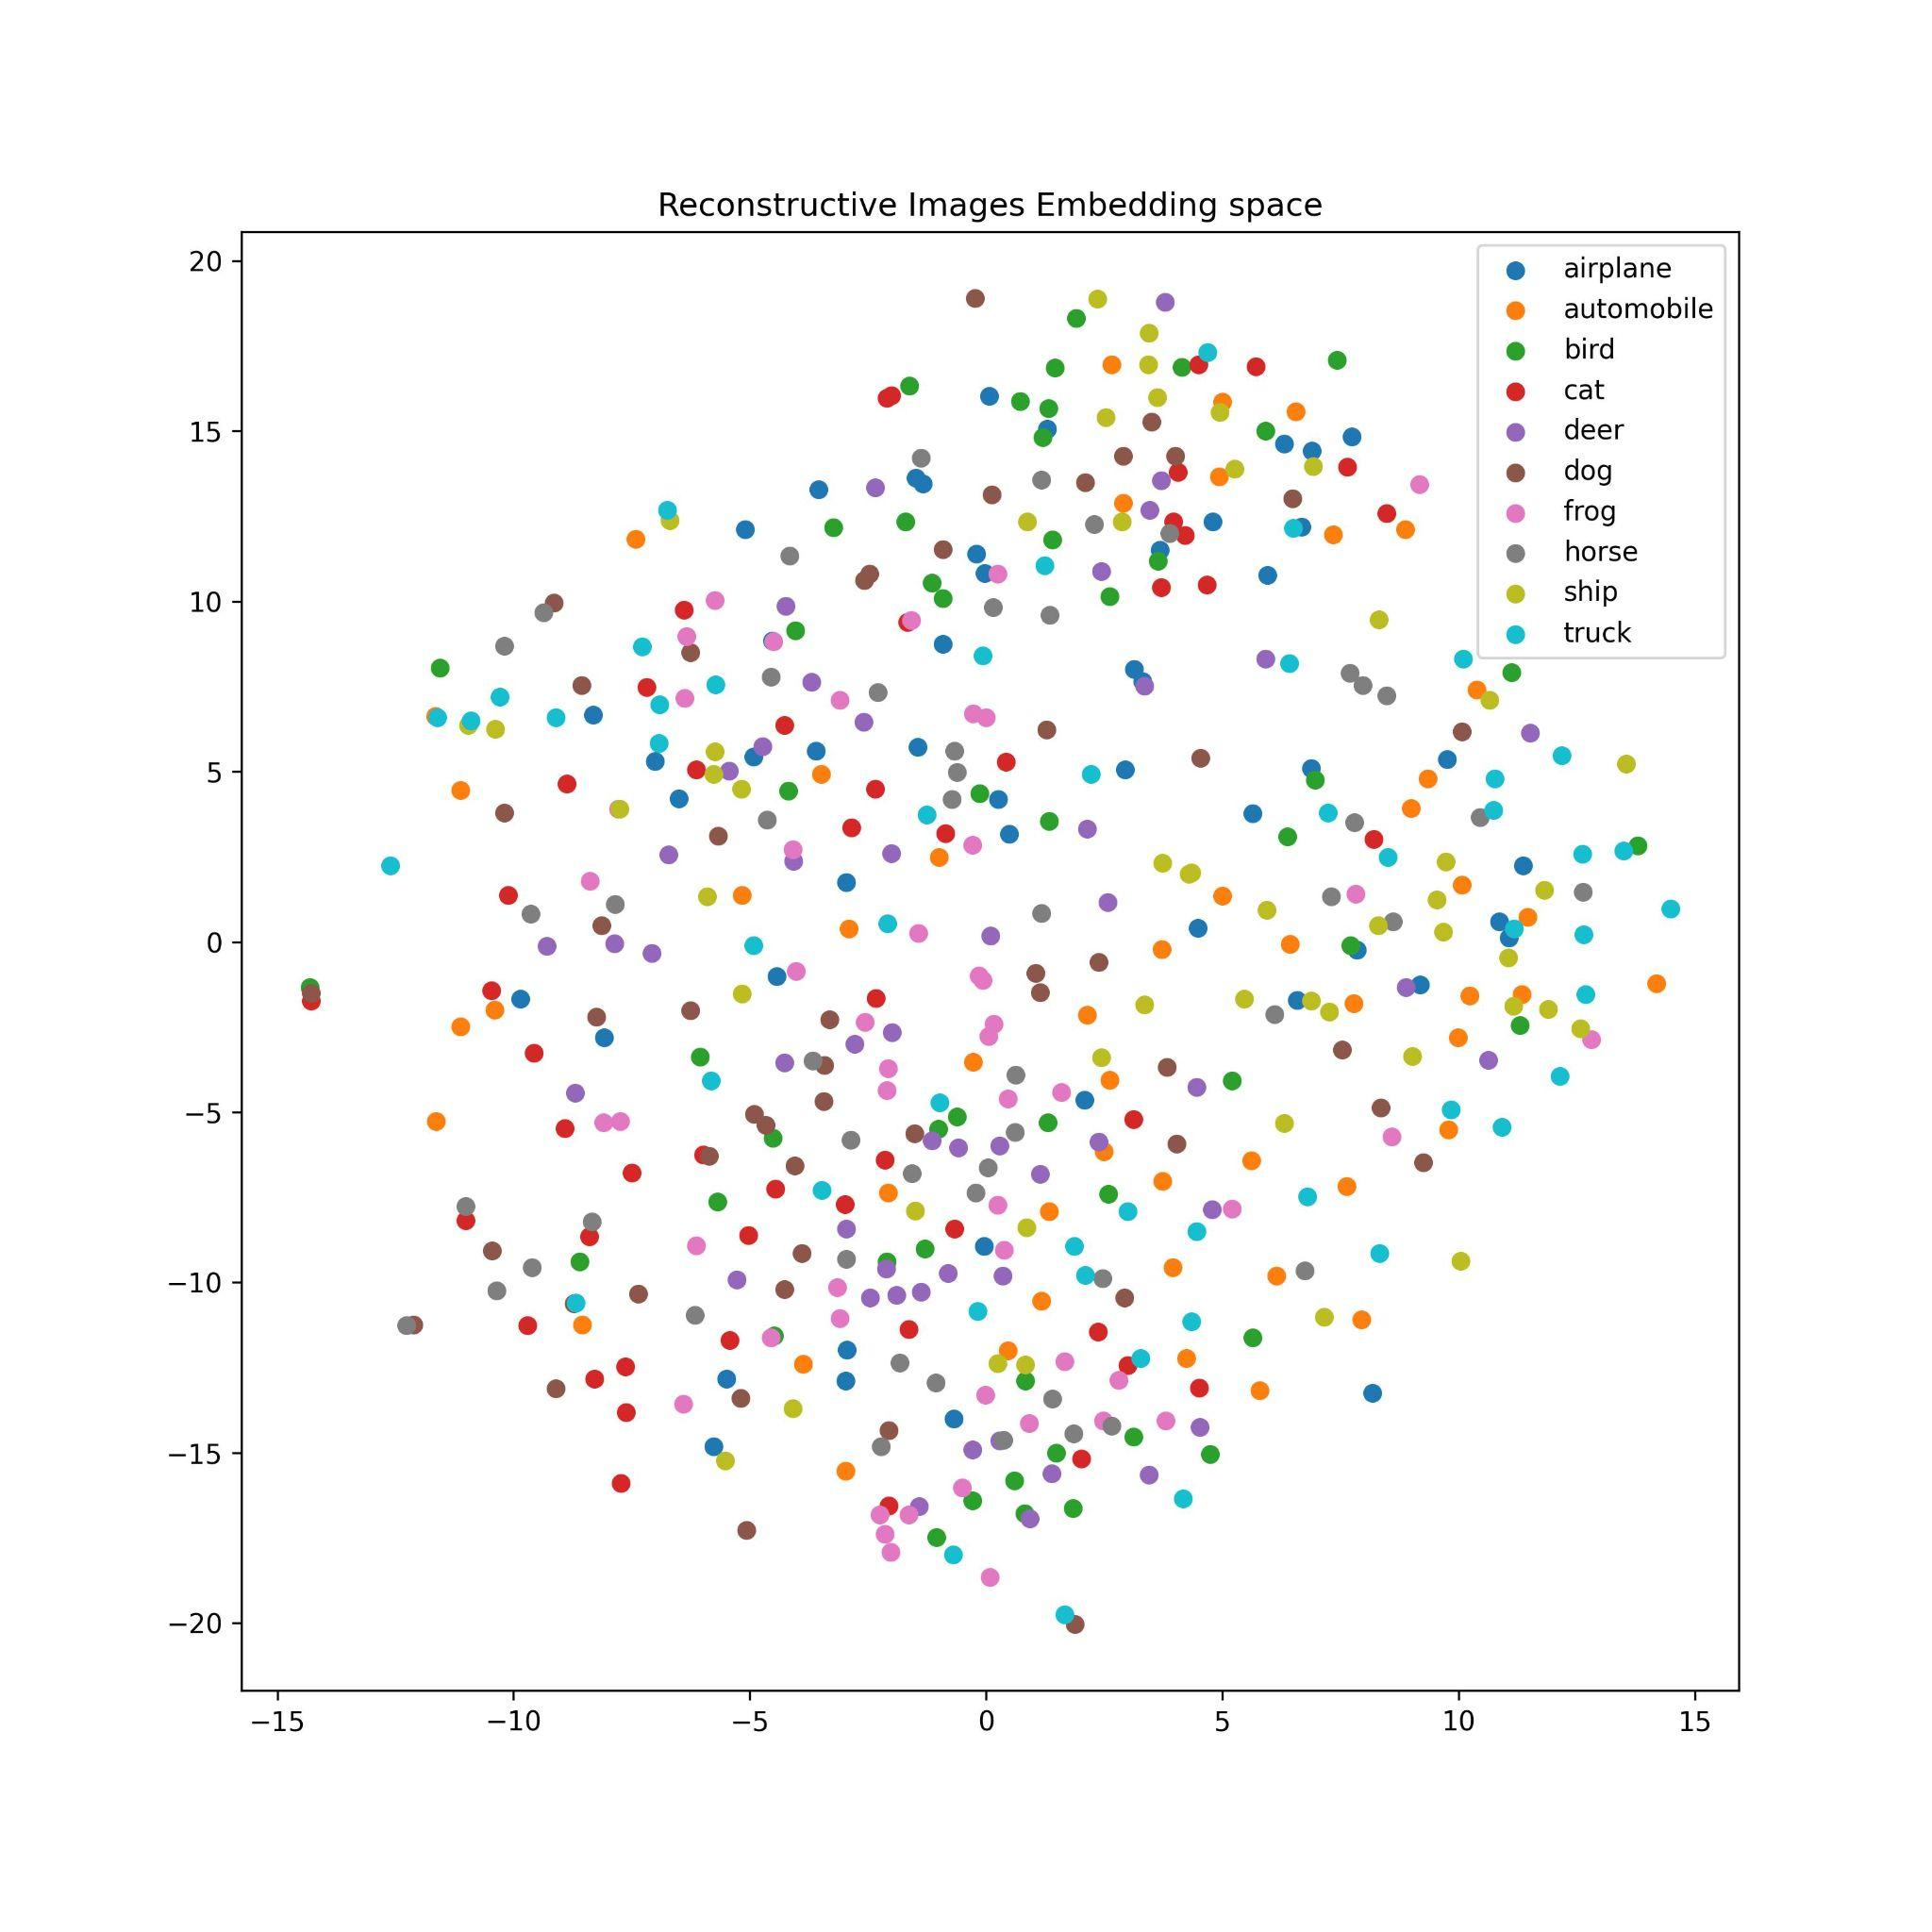 Reconstructive Images Embedding space
20
15
10
5
0
−5
−10
−15
−20
−15
−10
−5
0
5
10
15
airplane
automobile
bird
cat
deer
dog
frog
horse
ship
truck